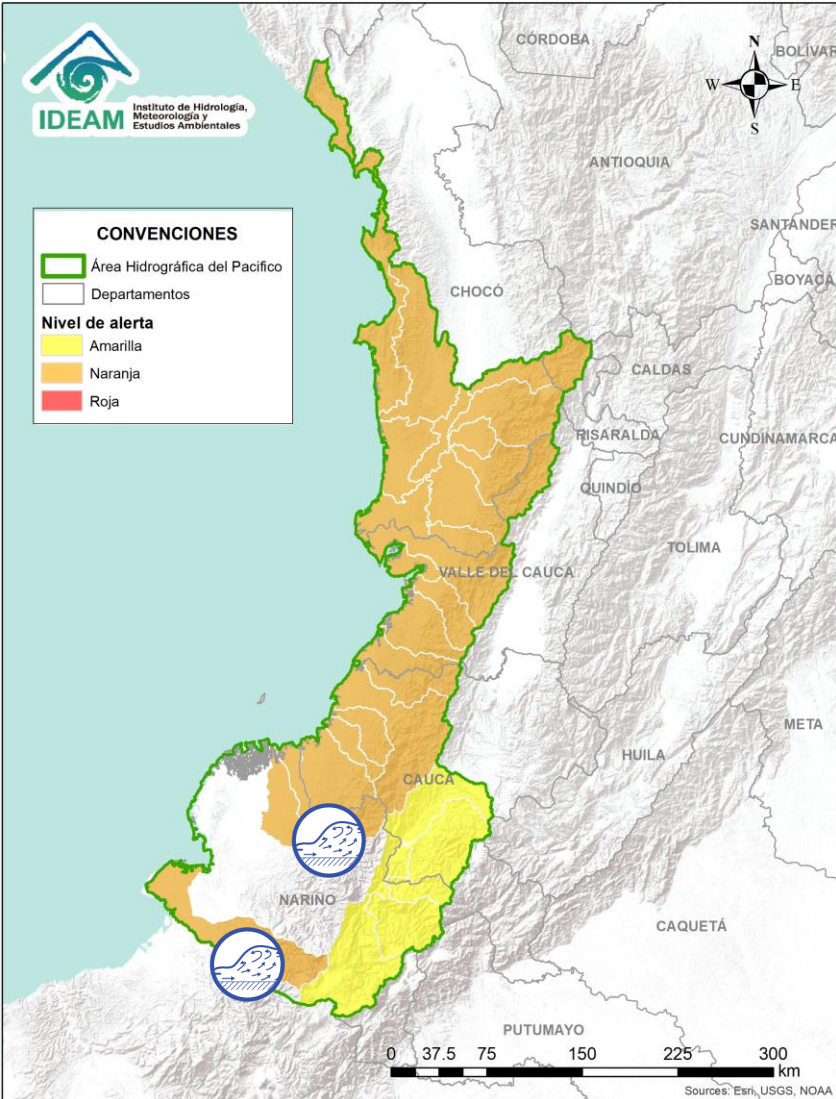 IDEAM
Instituto de Hidrología,
Meteorología y
Estudios Ambientales
N
W
E
S
CÓRDOBA
BOLÍVAR
ANTIOQUIA
SANTANDER
BOYACÁ
CHOCÓ
CALDAS
RISARALDA
CUNDINAMARCA
QUINDÍO
TOLIMA
VALLE DEL CAUCA
META
HUILA
CAUCA
NARIÑO
CAQUETÁ
PUTUMAYO
CONVENCIONES
Área Hidrográfica del Pacifico
Departamentos
Nivel de alerta
Amarilla
Naranja
Roja
0 37.5 75 150 225 300
km
Sources: Esri, USGS, NOAA